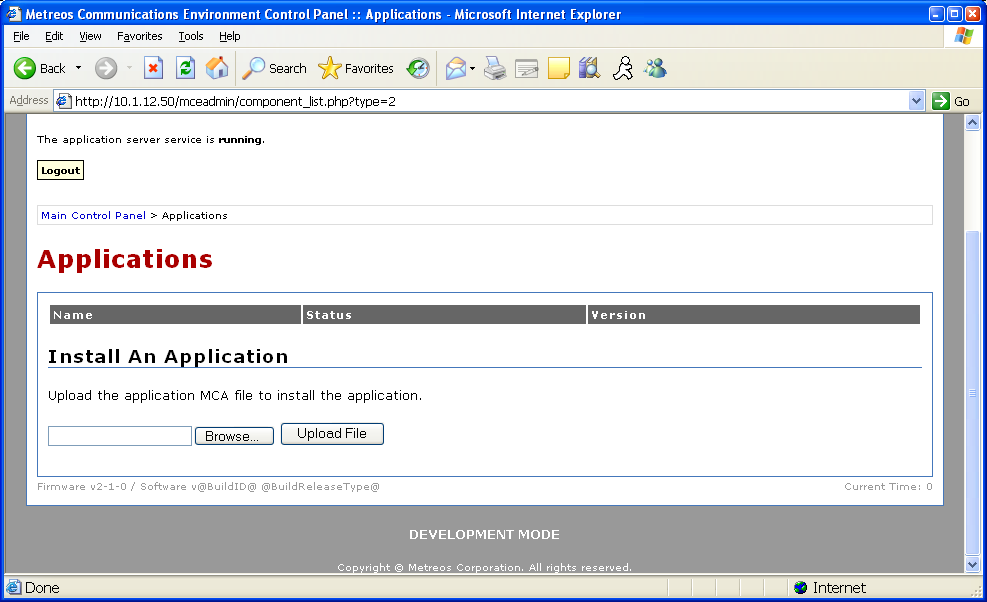 Metreos Communications Environment Control Panel :: Applications - Microsoft Internet Explorer
File Edit View Favorites Tools Help
Back Search Favorites
Address http://10.1.12.50/mceadmin/component_list.php?type=2 Go
The application server service is running.
Logout
Main Control Panel > Applications
Applications
Name Status Version
Install An Application
Upload the application MCA file to install the application.
Browse... Upload File
Firmware v2-1-0 / Software v@BuildID@ @BuildReleaseType@ Current Time: 0
DEVELOPMENT MODE
Copyright © Metreos Corporation. All rights reserved.
Done Internet